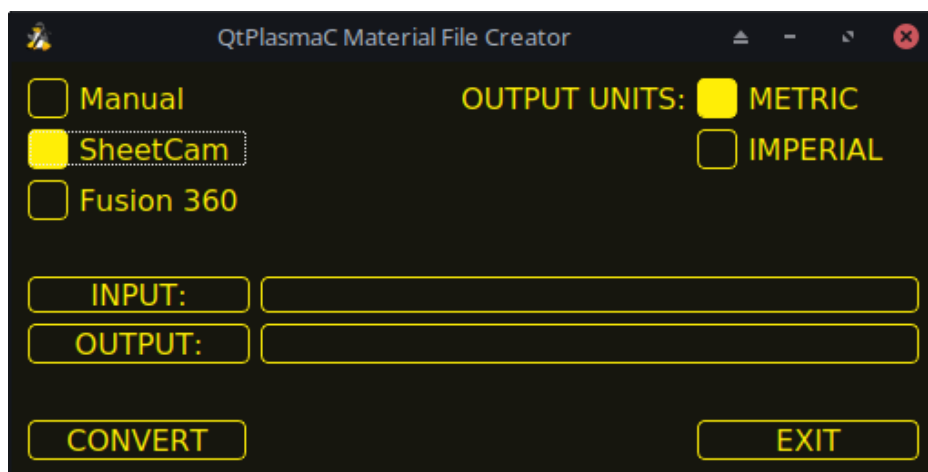 QtPlasmaC Material File Creator
Manual OUTPUT UNITS: METRIC
SheetCam IMPERIAL
Fusion 360
INPUT:
OUTPUT:
CONVERT EXIT